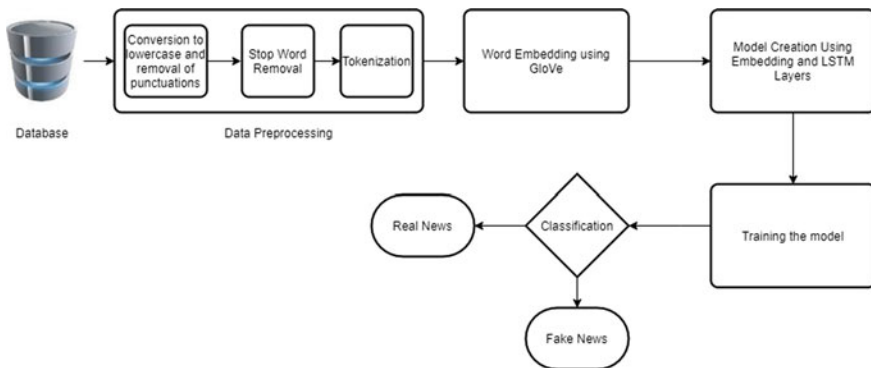 Conversion to
lowercase and
removal of
punctuations
Stop Word
Removal
Tokenization
Word Embedding using
GloVe
Model Creation Using
Embedding and LSTM
Layers
Database
Data Preprocessing
Real News
Classification
Training the model
Fake News